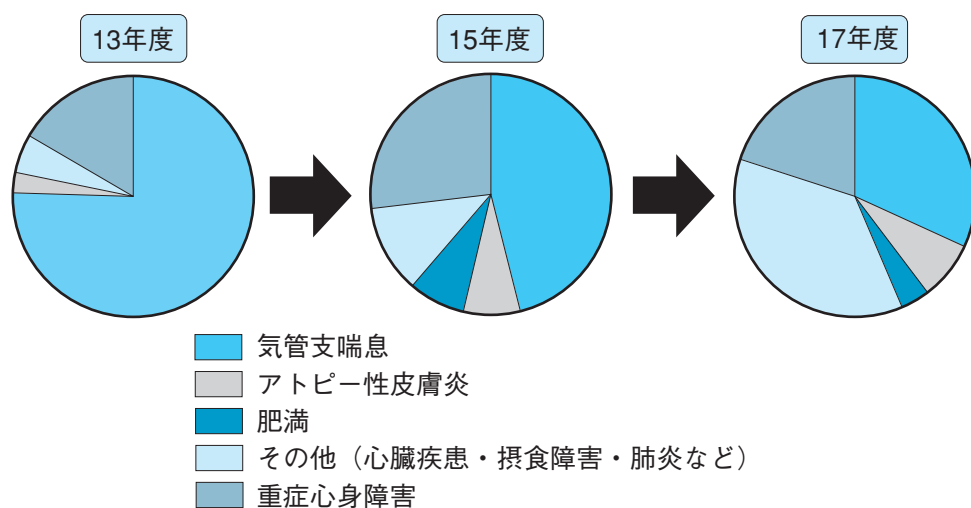 13年度
15年度
17年度
気管支喘息
アトピー性皮膚炎
肥満
その他（心臓疾患・摂食障害・肺炎など）
重症心身障害